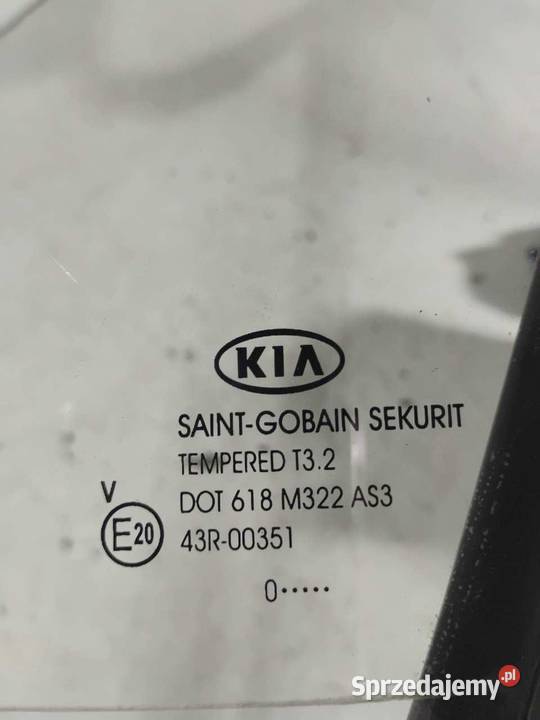 KIA
SAINT-GOBAIN SEKURIT
TEMPERED T3.2
DOT 618 M322 AS3
V
E20 43R-00351
0•••••
Sprzedajemy.pl